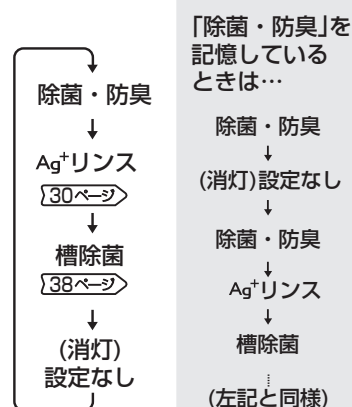 除菌・防臭
↓
Ag⁺リンス
30ページ
↓
槽除菌
38ページ
↓
(消灯)
設定なし
「除菌・防臭」を
記憶している
ときは…
除菌・防臭
↓
(消灯)設定なし
↓
除菌・防臭
↓
Ag⁺リンス
↓
槽除菌
(左記と同様)